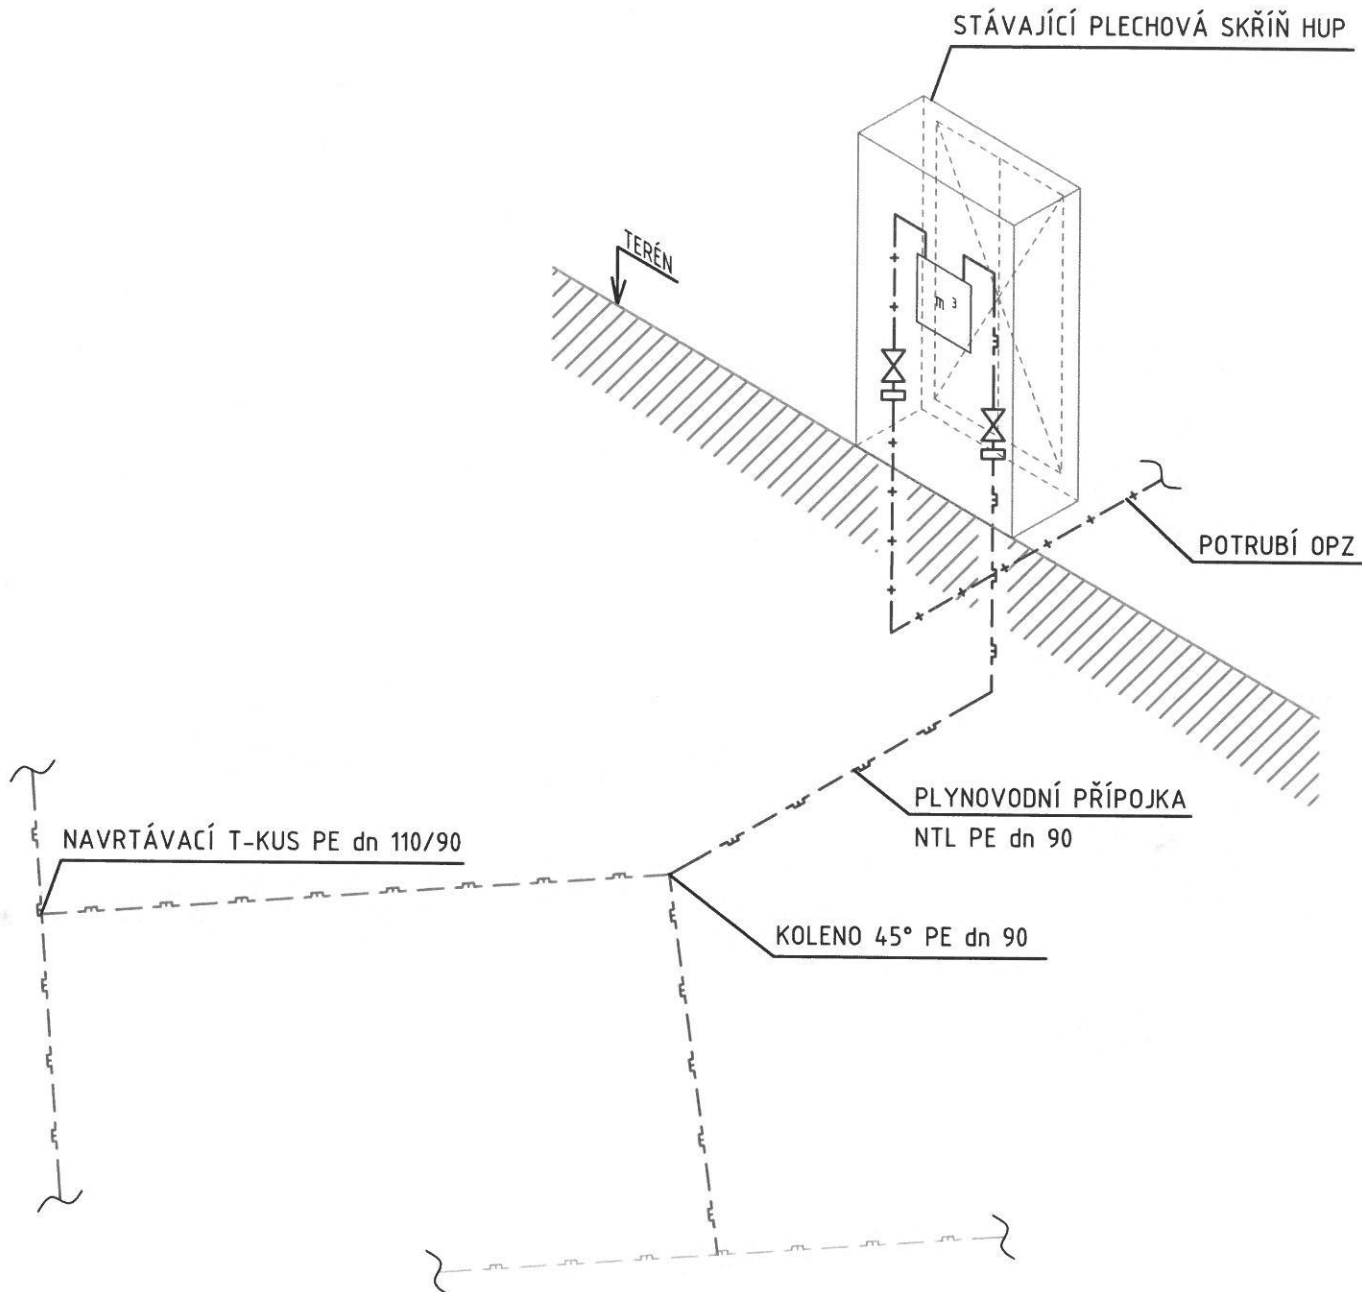 STÁVAJÍCÍ PLECHOVÁ SKŘÍŇ HUP
TERÉN
m ³
POTRUBÍ OPZ
PLYNOVODNÍ PŘÍPOJKA
NTL PE dn 90
NAVRTÁVACÍ T-KUS PE dn 110/90
KOLENO 45° PE dn 90